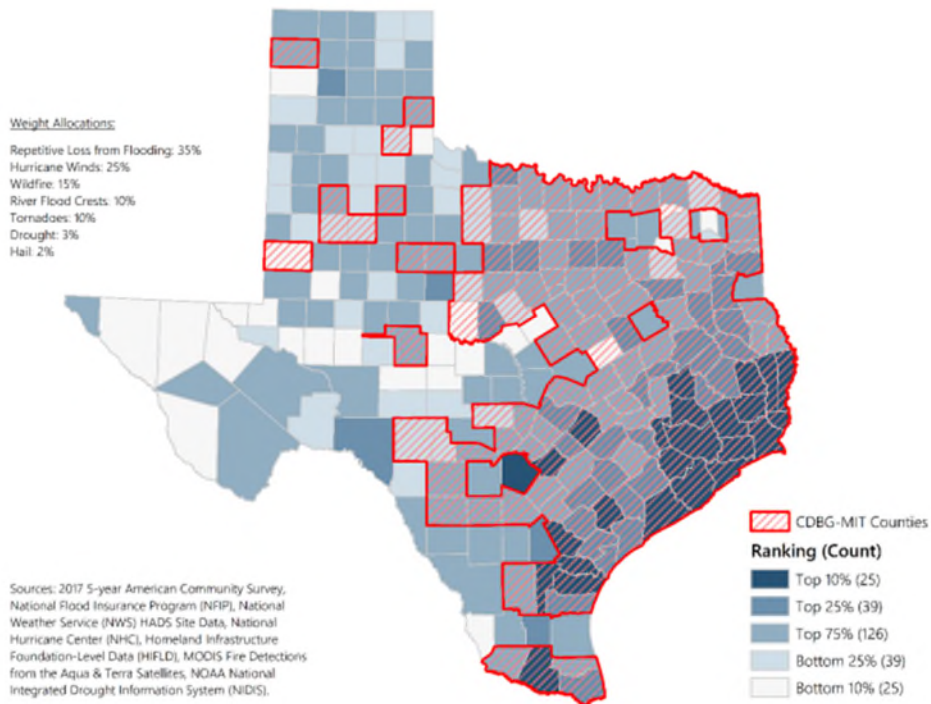 Weight Allocations:
Repetitive Loss from Flooding: 35%
Hurricane Winds: 25%
Wildfire: 15%
River Flood Crests: 10%
Tornadoes: 10%
Drought: 3%
Hail: 2%
Sources: 2017 5-year American Community Survey,
National Flood Insurance Program (NFIP), National
Weather Service (NWS) HADS Site Data, National
Hurricane Center (NHC), Homeland Infrastructure
Foundation-Level Data (HIFLD), MODIS Fire Detections
from the Aqua & Terra Satellites, NOAA National
Integrated Drought Information System (NIDIS).
CDBG-MIT Counties
Ranking (Count)
Top 10% (25)
Top 25% (39)
Top 75% (126)
Bottom 25% (39)
Bottom 10% (25)